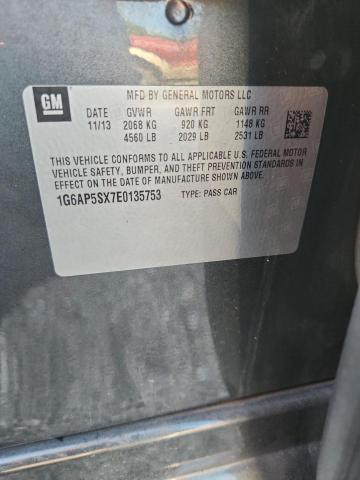 GM
MFD BY GENERAL MOTORS LLC
DATE GVWR GAWR FRT GAWR RR
11/13 2068 KG 920 KG 1148 KG
4560 LB 2029 LB 2531 LB
THIS VEHICLE CONFORMS TO ALL APPLICABLE U.S. FEDERAL MOTOR
VEHICLE SAFETY, BUMPER, AND THEFT PREVENTION STANDARDS IN
EFFECT ON THE DATE OF MANUFACTURE SHOWN ABOVE.
1G6AP5SX7E0135753 TYPE: PASS CAR